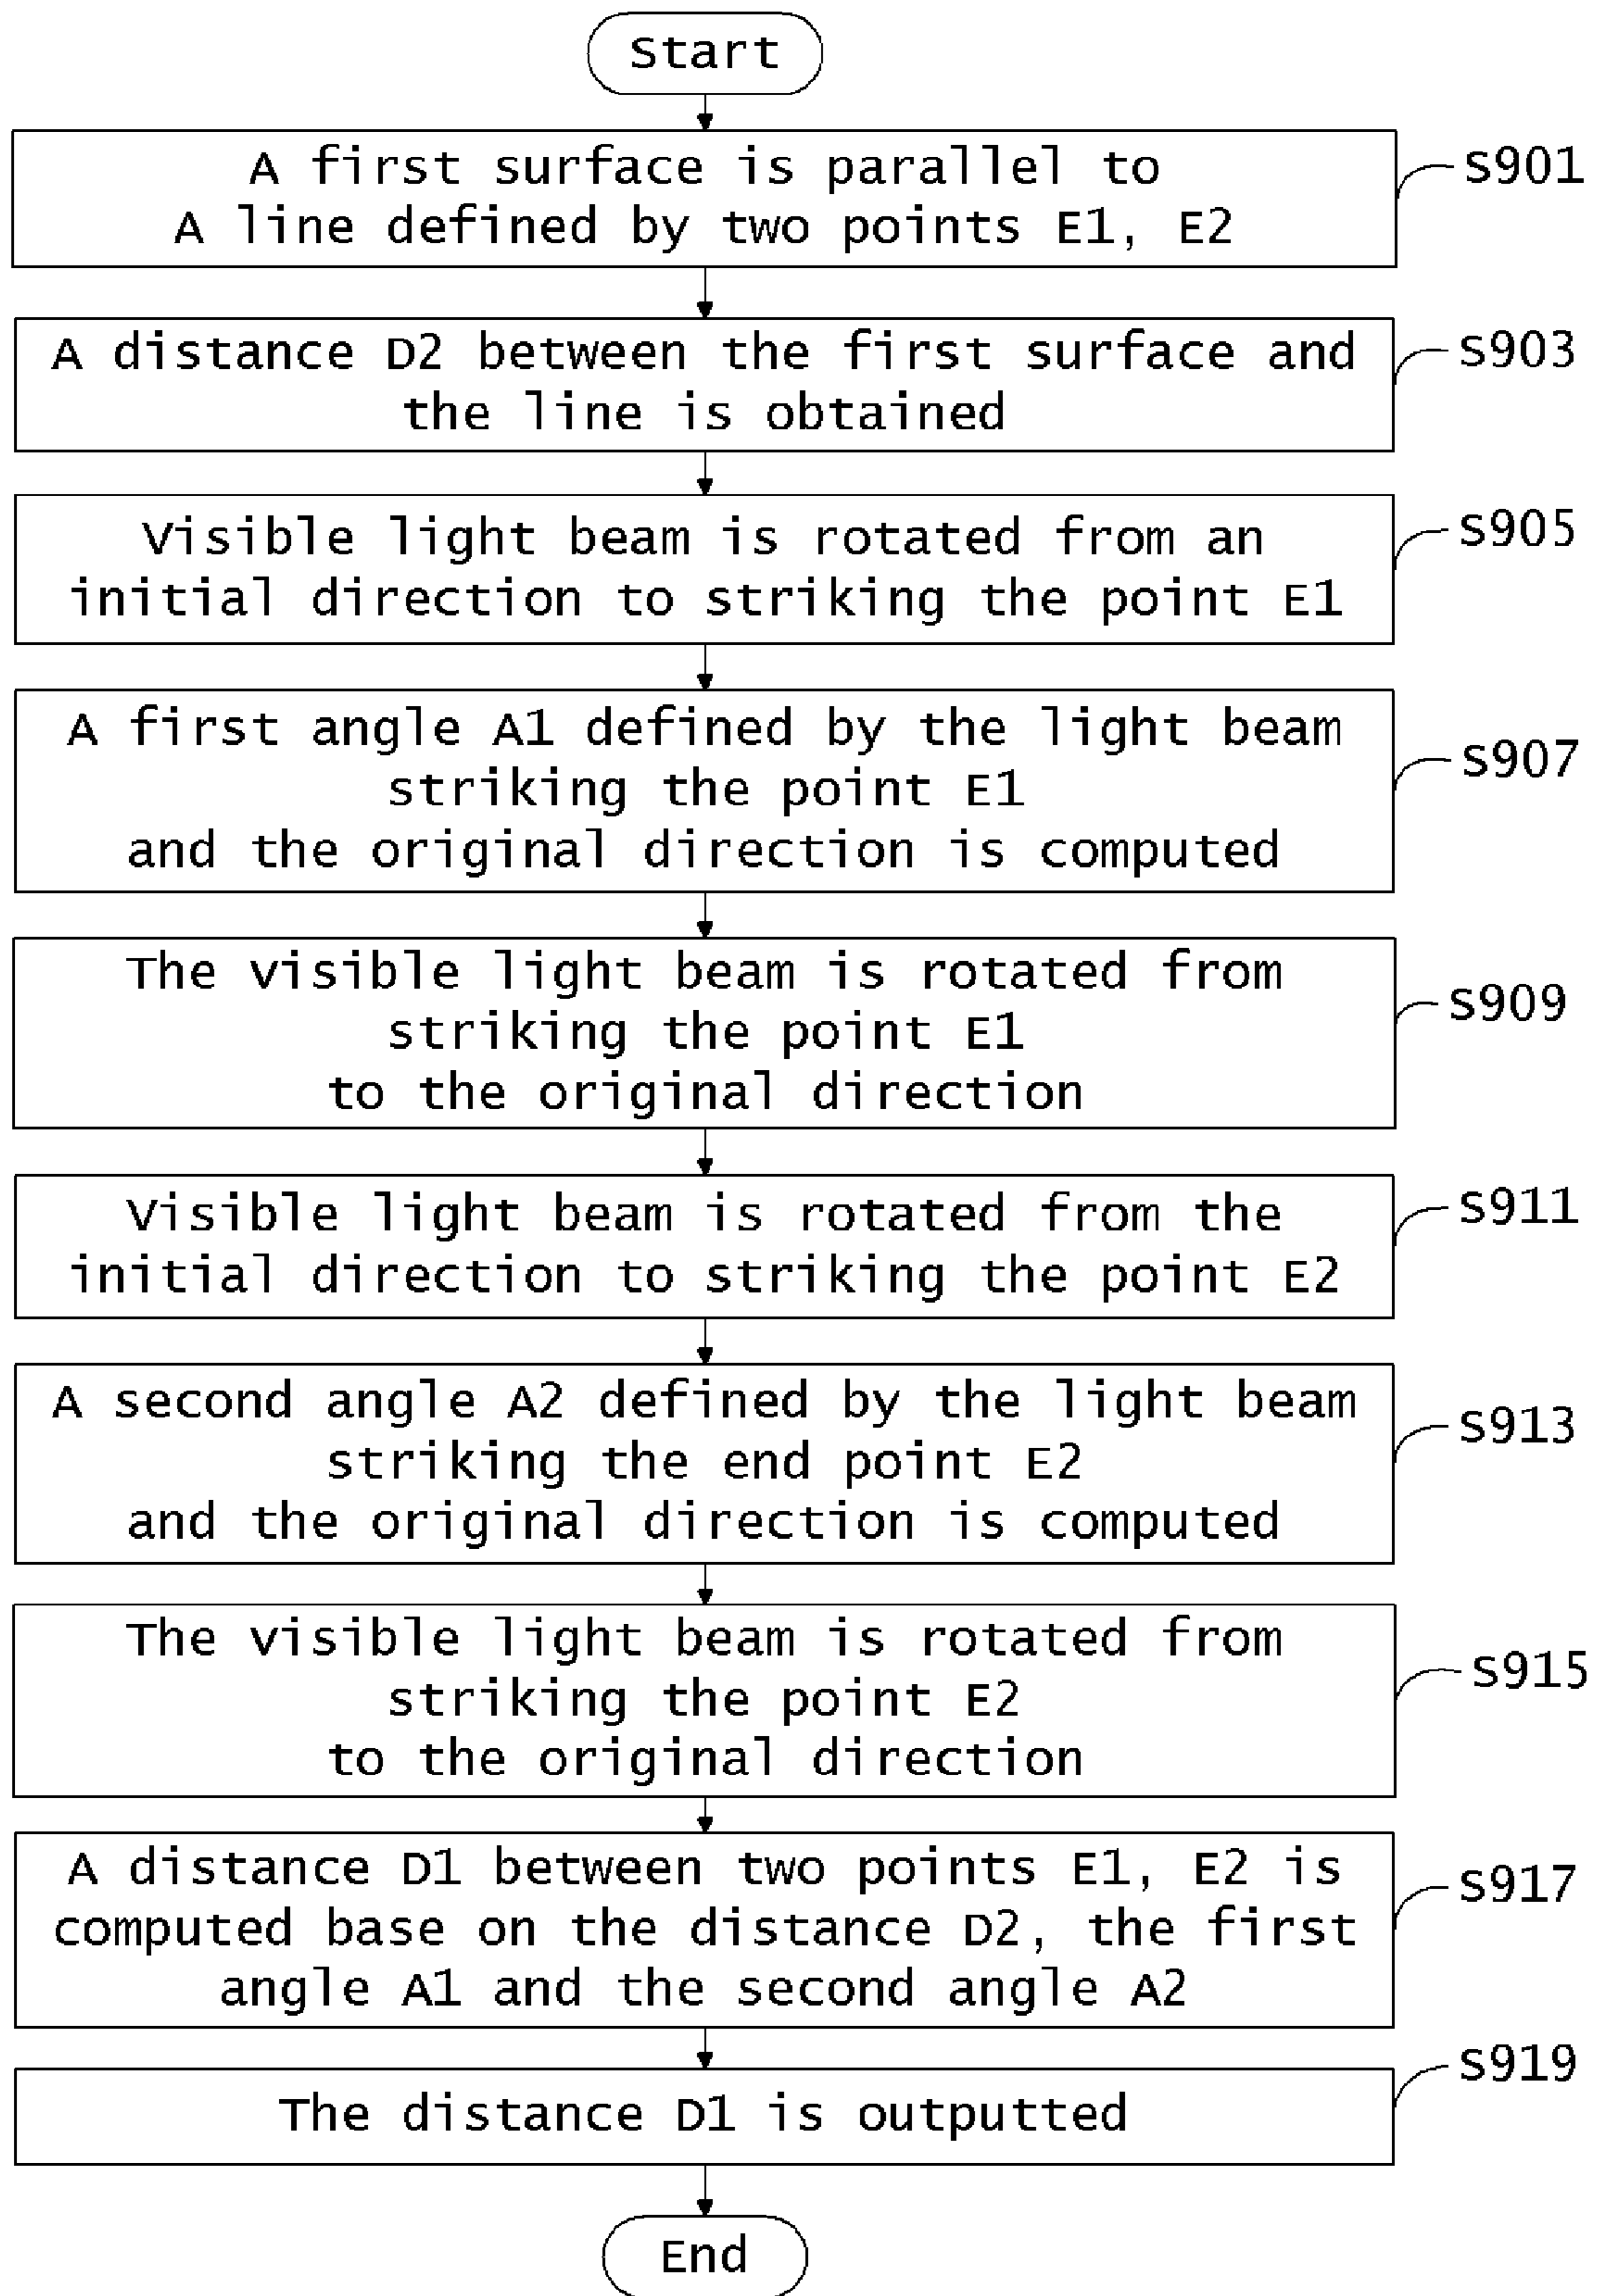 Start
A first surface is parallel to
A line defined by two points E1, E2
S901
A distance D2 between the first surface and
the line is obtained
S903
Visible light beam is rotated from an
initial direction to striking the point E1
S905
A first angle A1 defined by the light beam
striking the point E1
and the original direction is computed
S907
The visible light beam is rotated from
striking the point E1
to the original direction
S909
Visible light beam is rotated from the
initial direction to striking the point E2
S911
A second angle A2 defined by the light beam
striking the end point E2
and the original direction is computed
S913
The visible light beam is rotated from
striking the point E2
to the original direction
S915
A distance D1 between two points E1, E2 is
computed base on the distance D2, the first
angle A1 and the second angle A2
S917
The distance D1 is outputted
S919
End